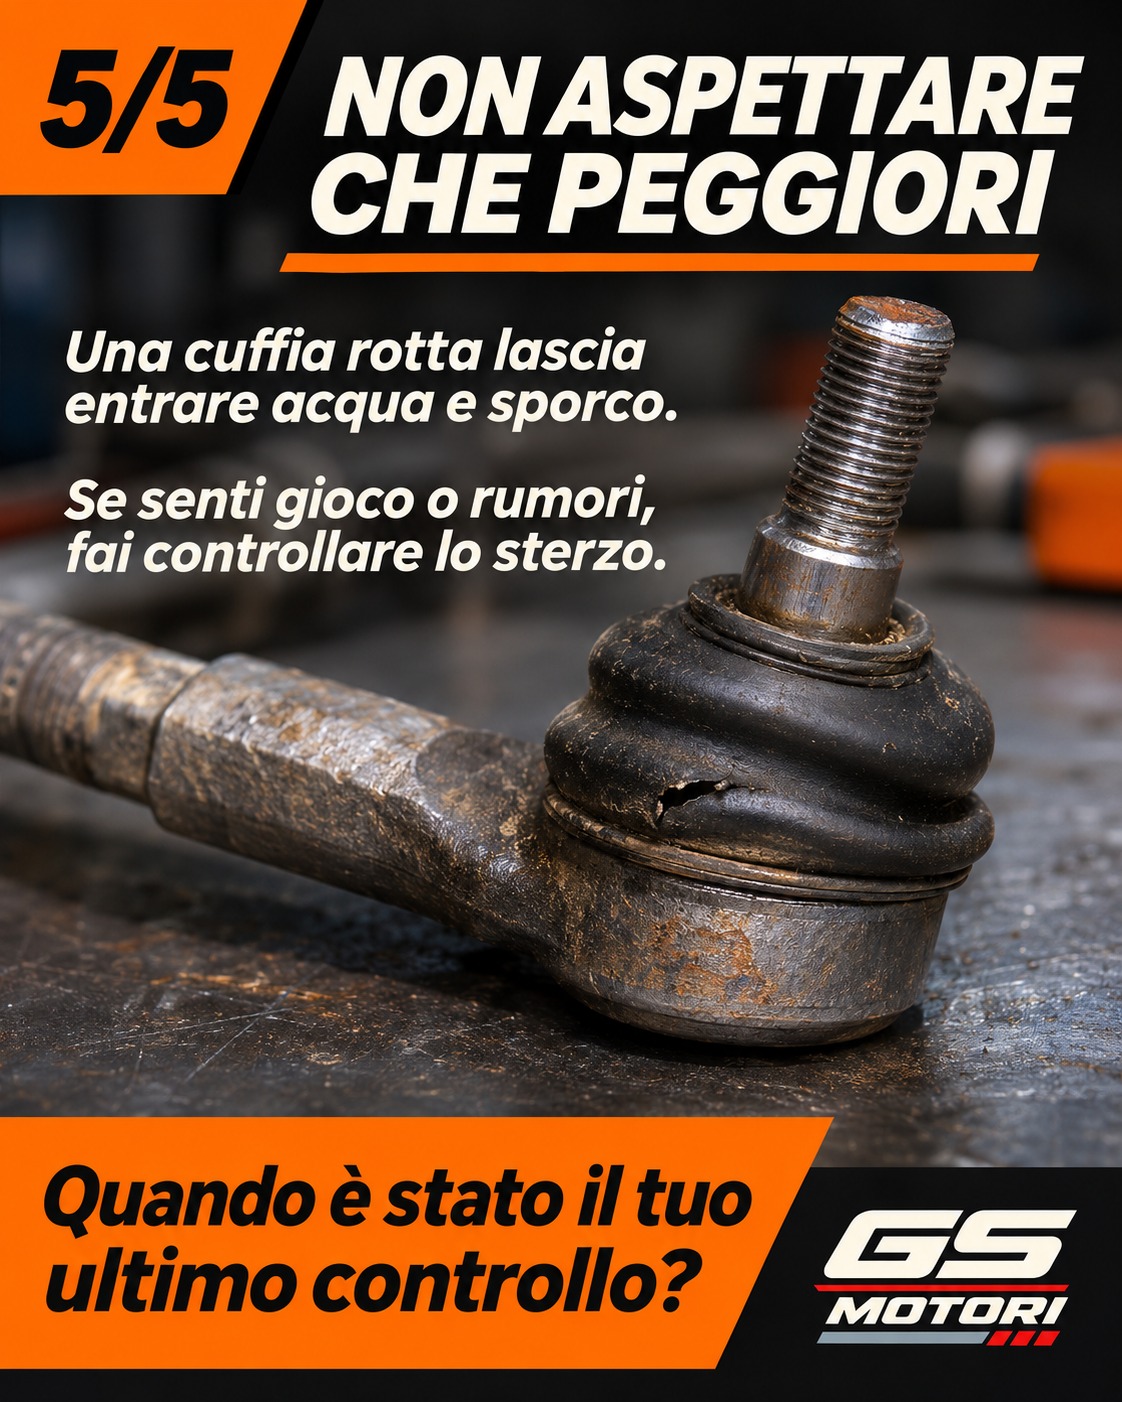 5/5
NON ASPETTARE
CHE PEGGIORI
Una cuffia rotta lascia
entrare acqua e sporco.
Se senti gioco o rumori,
fai controllare lo sterzo.
Quando è stato il tuo
ultimo controllo?
GS
MOTORI